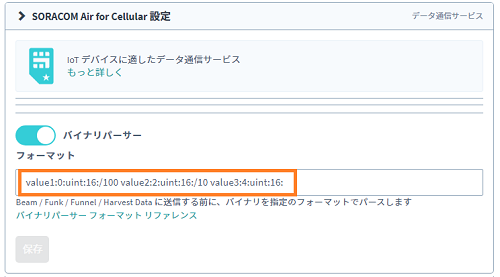 SORACOM Air for Cellular 設定
データ通信サービス
IoT デバイスに適したデータ通信サービス
もっと詳しく
バイナリパーサー
フォーマット
value1:0:uint:16:/100 value2:2:uint:16:/10 value3:4:uint:16:
Beam / Funk / Funnel / Harvest Data に送信する前に、バイナリを指定のフォーマットでパースします
バイナリパーサー フォーマット リファレンス
保存